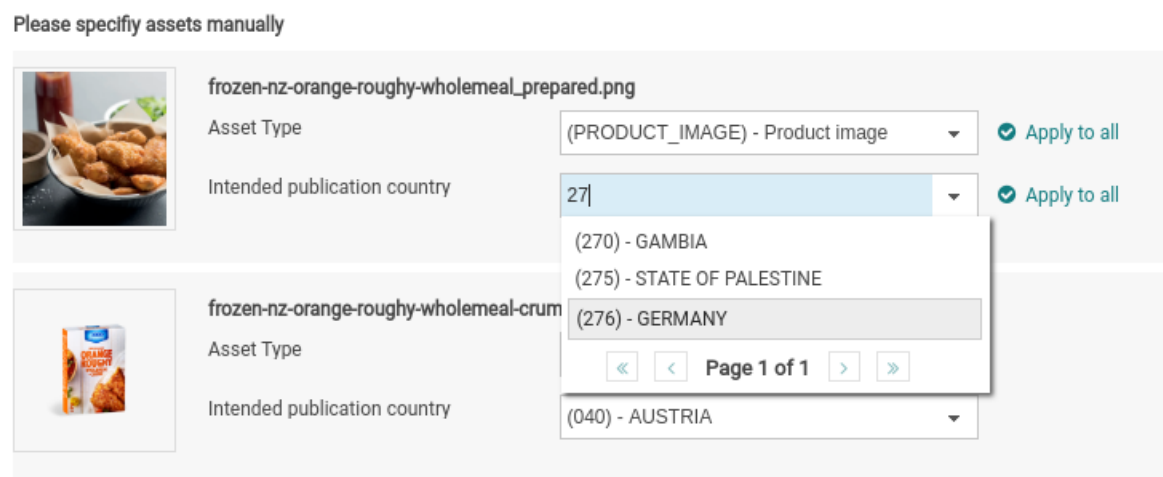 Please specifiy assets manually
frozen-nz-orange-roughy-wholemeal_prepared.png
Asset Type
(PRODUCT_IMAGE) - Product image
Apply to all
Intended publication country
27
Apply to all
(270) - GAMBIA
(275) - STATE OF PALESTINE
(276) - GERMANY
« < Page 1 of 1 > »
frozen-nz-orange-roughy-wholemeal-crum
Asset Type
Intended publication country
(040) - AUSTRIA
ORANGE
ROUGHY